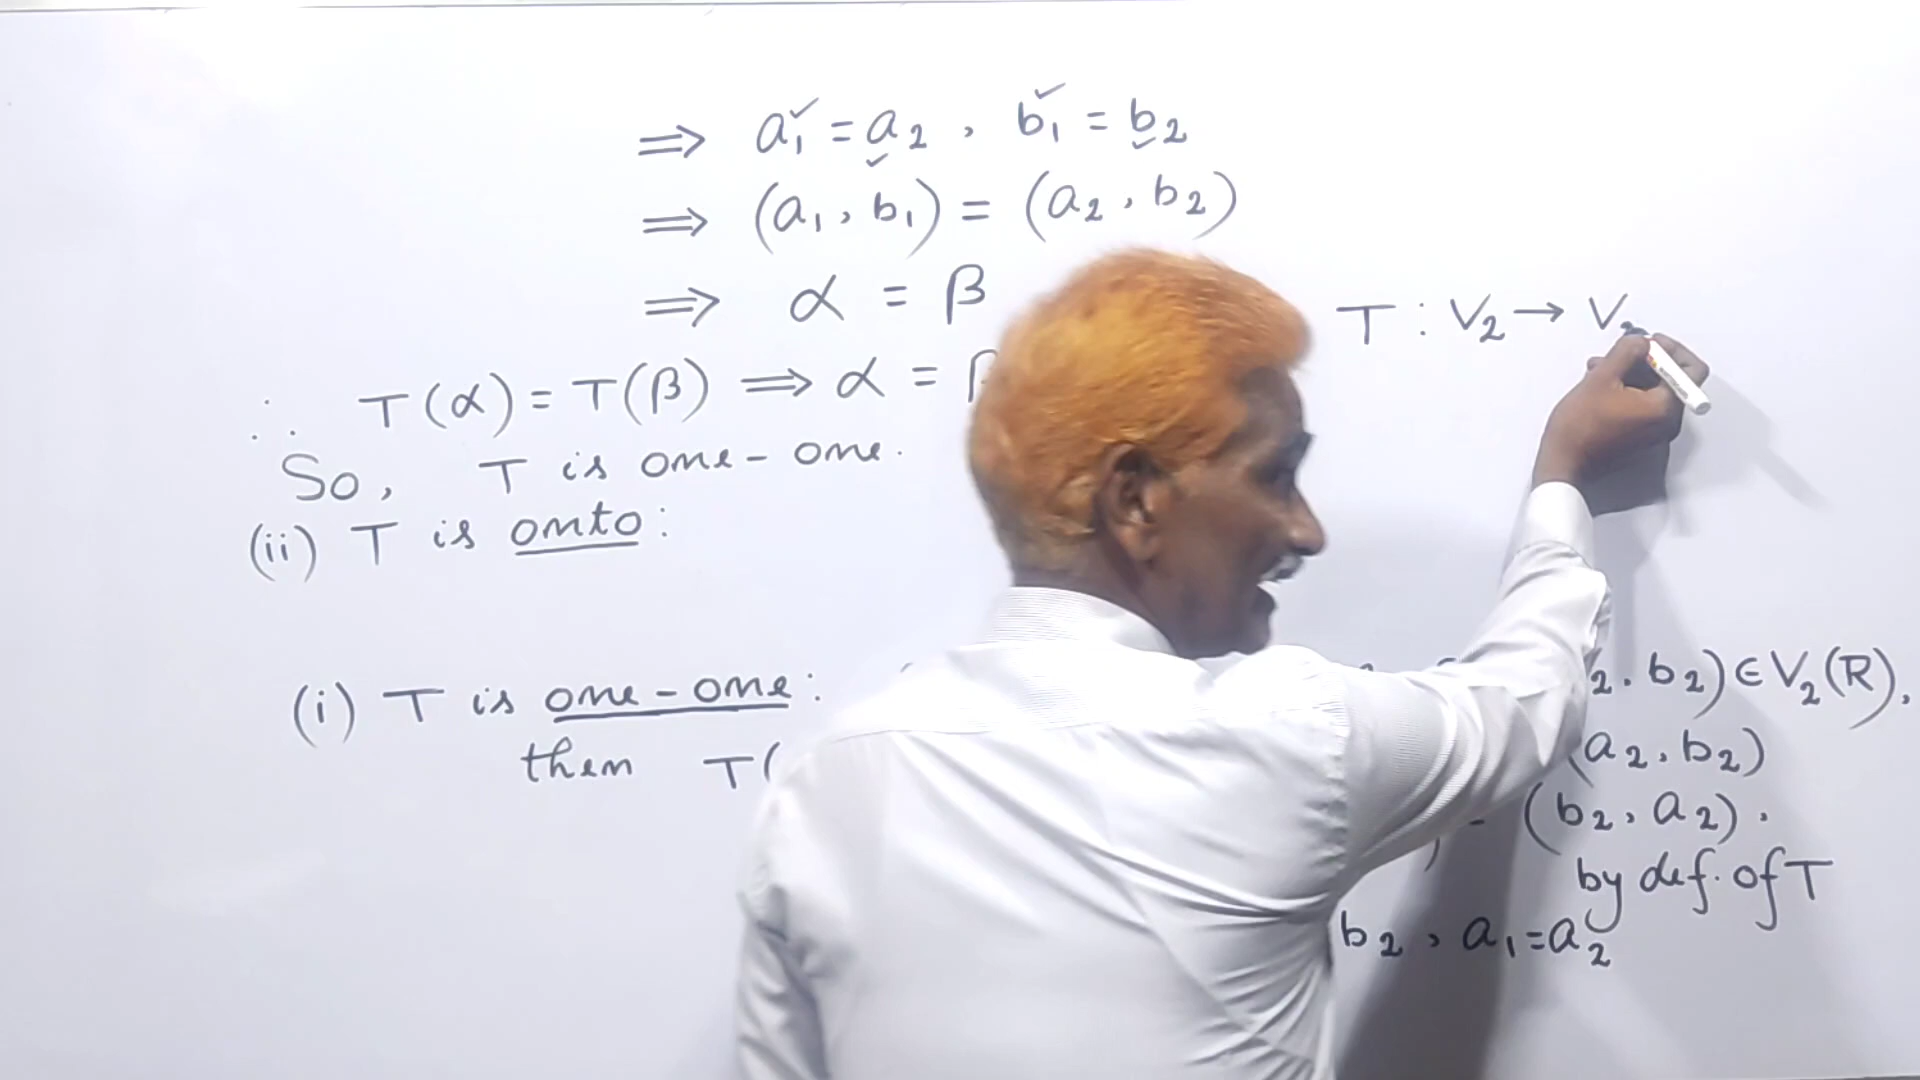 ⟹ a₁ = a₂ , b₁ = b₂
⟹ (a₁, b₁) = (a₂, b₂)
⟹ α = β
T : V₂ → V₂
∴ T(α) = T(β) ⟹ α =
So, T is one-one.
(ii) T is onto:
(i) T is one-one:
₂, b₂) ∈ V₂(R),
then T(
(a₂, b₂)
(b₂, a₂).
by def. of T
b₂, a₁=a₂